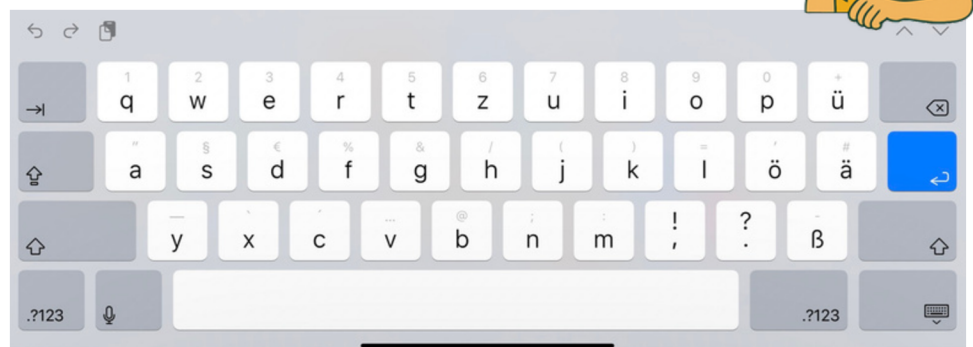 1 2 3 4 5 6 7 8 9 0 +
q w e r t z u i o p ü
" § € % & / ( ) = ' #
a s d f g h j k l ö ä
— ` ´ ... @ ; : ! ? -
y x c v b n m , . ß
.?123 .?123